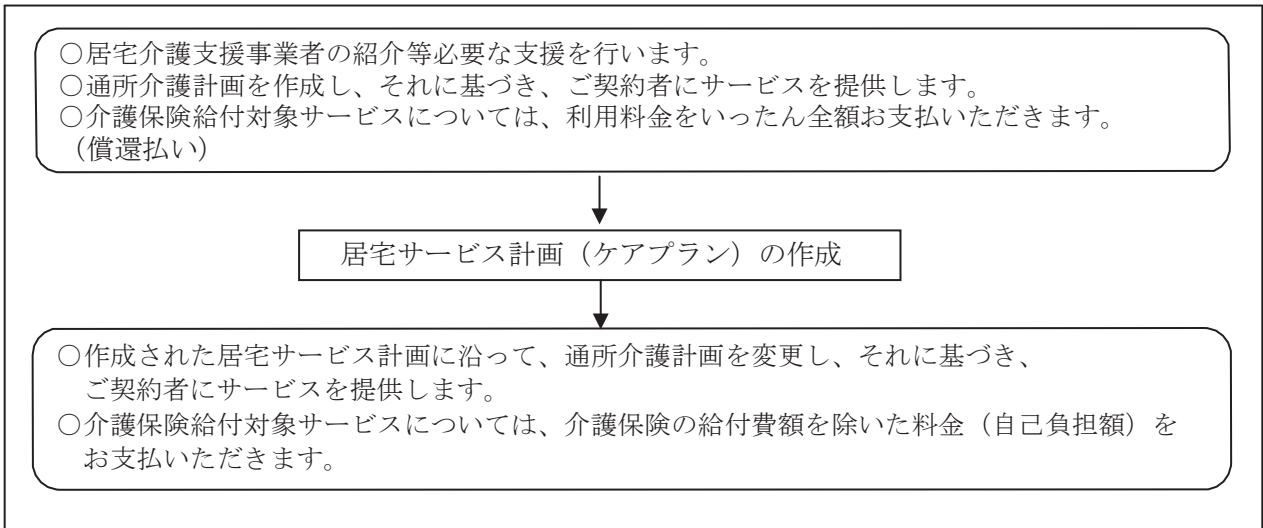 ○居宅介護支援事業者の紹介等必要な支援を行います。
○通所介護計画を作成し、それに基づき、ご契約者にサービスを提供します。
○介護保険給付対象サービスについては、利用料金をいったん全額お支払いただきます。
（償還払い）
居宅サービス計画（ケアプラン）の作成
○作成された居宅サービス計画に沿って、通所介護計画を変更し、それに基づき、
ご契約者にサービスを提供します。
○介護保険給付対象サービスについては、介護保険の給付費額を除いた料金（自己負担額）を
お支払いただきます。